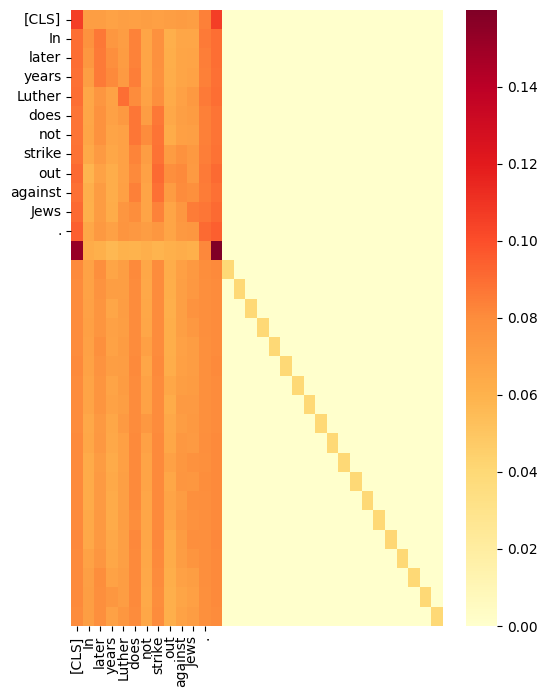 [CLS]
In
later
years
Luther
does
not
strike
out
against
Jews
.
0.14
0.12
0.10
0.08
0.06
0.04
0.02
0.00
[CLS]
In
later
years
Luther
does
not
strike
out
against
Jews
.